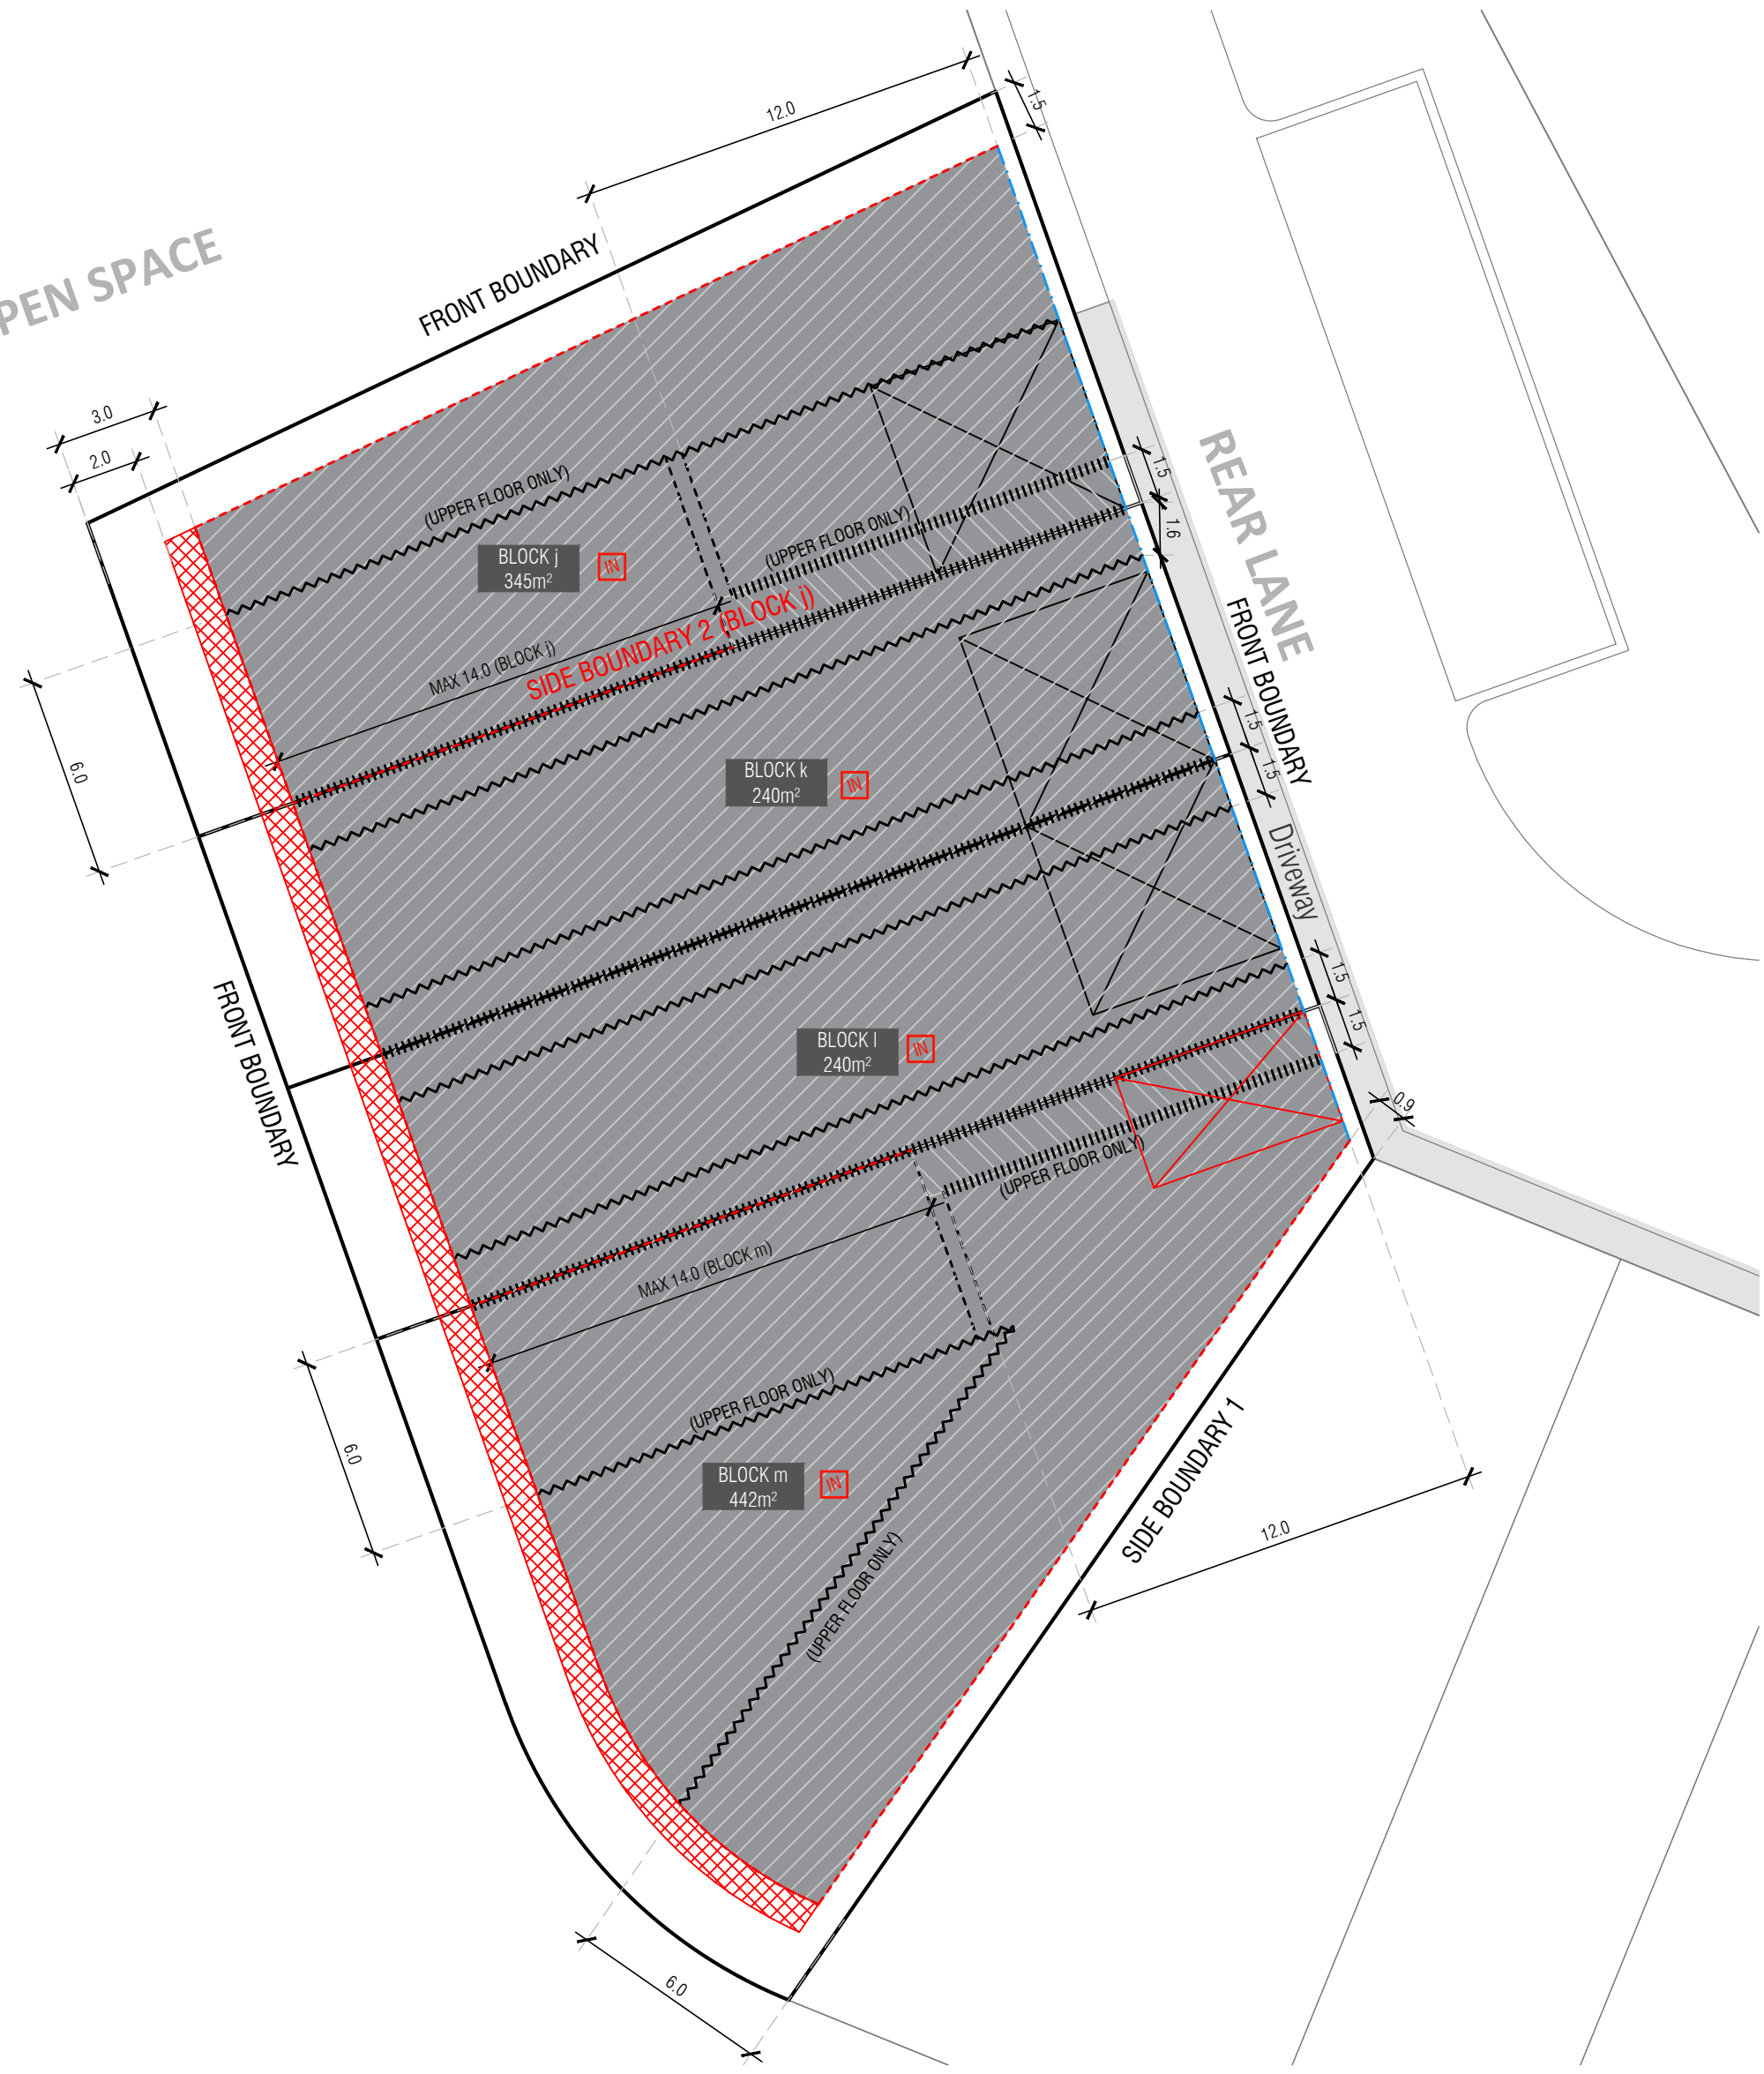 12.0
1.5
FRONT BOUNDARY
PEN SPACE
3.0
2.0
(UPPER FLOOR ONLY)
BLOCK j
345m²
IN
(UPPER FLOOR ONLY)
1.5
1.6
REAR LANE
SIDE BOUNDARY 2 (BLOCK j)
MAX 14.0 (BLOCK j)
6.0
FRONT BOUNDARY
BLOCK k
240m²
IN
1.5
1.5
Driveway
FRONT BOUNDARY
BLOCK l
240m²
IN
1.5
1.5
0.9
(UPPER FLOOR ONLY)
MAX 14.0 (BLOCK m)
6.0
(UPPER FLOOR ONLY)
BLOCK m
442m²
IN
SIDE BOUNDARY 1
12.0
(UPPER FLOOR ONLY)
6.0